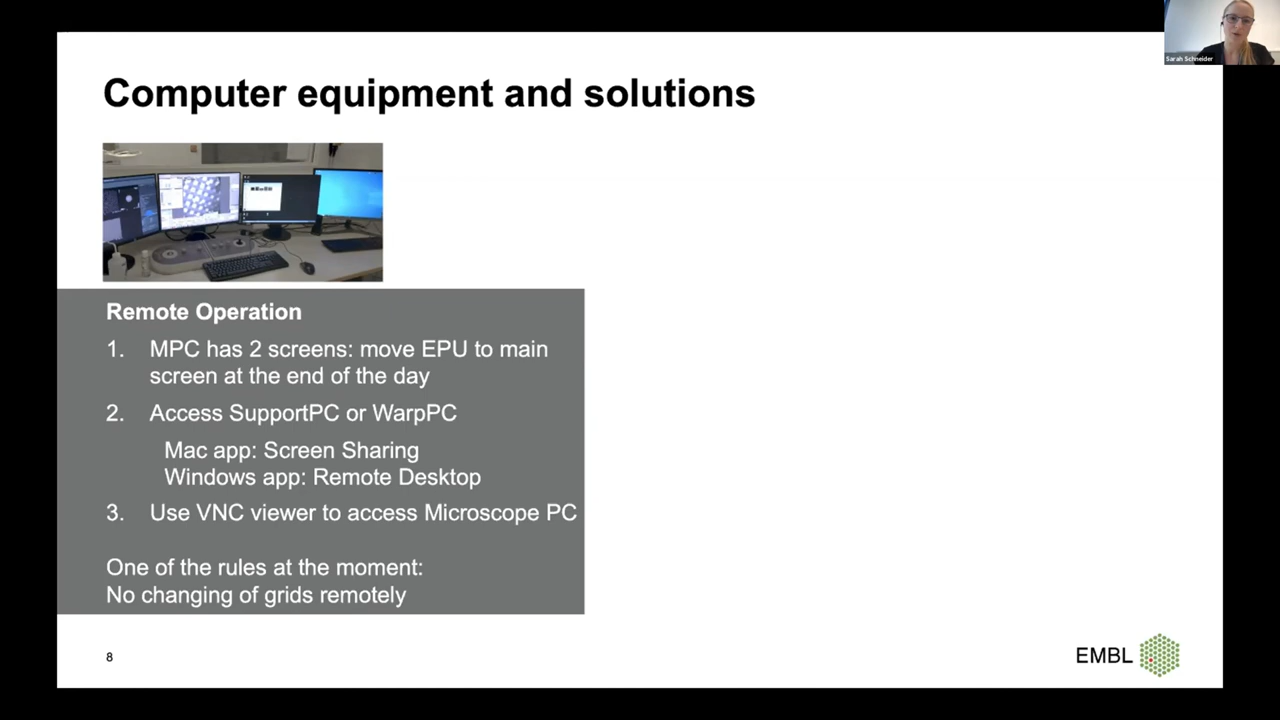 Sarah Schneider
Computer equipment and solutions
Remote Operation
1. MPC has 2 screens: move EPU to main
screen at the end of the day
2. Access SupportPC or WarpPC
Mac app: Screen Sharing
Windows app: Remote Desktop
3. Use VNC viewer to access Microscope PC
One of the rules at the moment:
No changing of grids remotely
8
EMBL